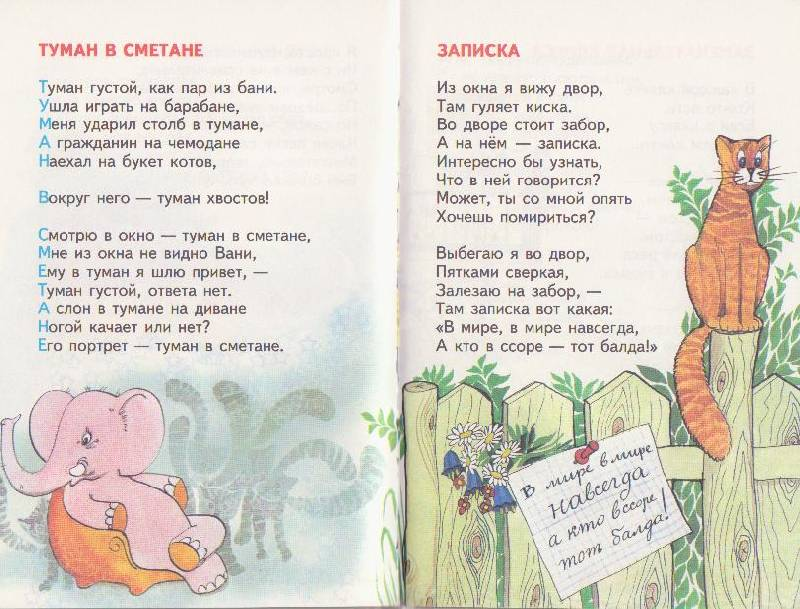 ТУМАН В СМЕТАНЕ
Туман густой, как пар из бани.
Ушла играть на барабане,
Меня ударил столб в тумане,
А гражданин на чемодане
Наехал на букет котов,
Вокруг него — туман хвостов!
Смотрю в окно — туман в сметане,
Мне из окна не видно Вани,
Ему в туман я шлю привет, —
Туман густой, ответа нет.
А слон в тумане на диване
Ногой качает или нет?
Его портрет — туман в сметане.
ЗАПИСКА
Из окна я вижу двор,
Там гуляет киска.
Во дворе стоит забор,
А на нём — записка.
Интересно бы узнать,
Что в ней говорится?
Может, ты со мной опять
Хочешь помириться?
Выбегаю я во двор,
Пятками сверкая,
Залезаю на забор, —
Там записка вот какая:
«В мире, в мире навсегда,
А кто в ссоре — тот балда!»
В мире в мире
Навсегда
а кто в ссоре
тот балда!